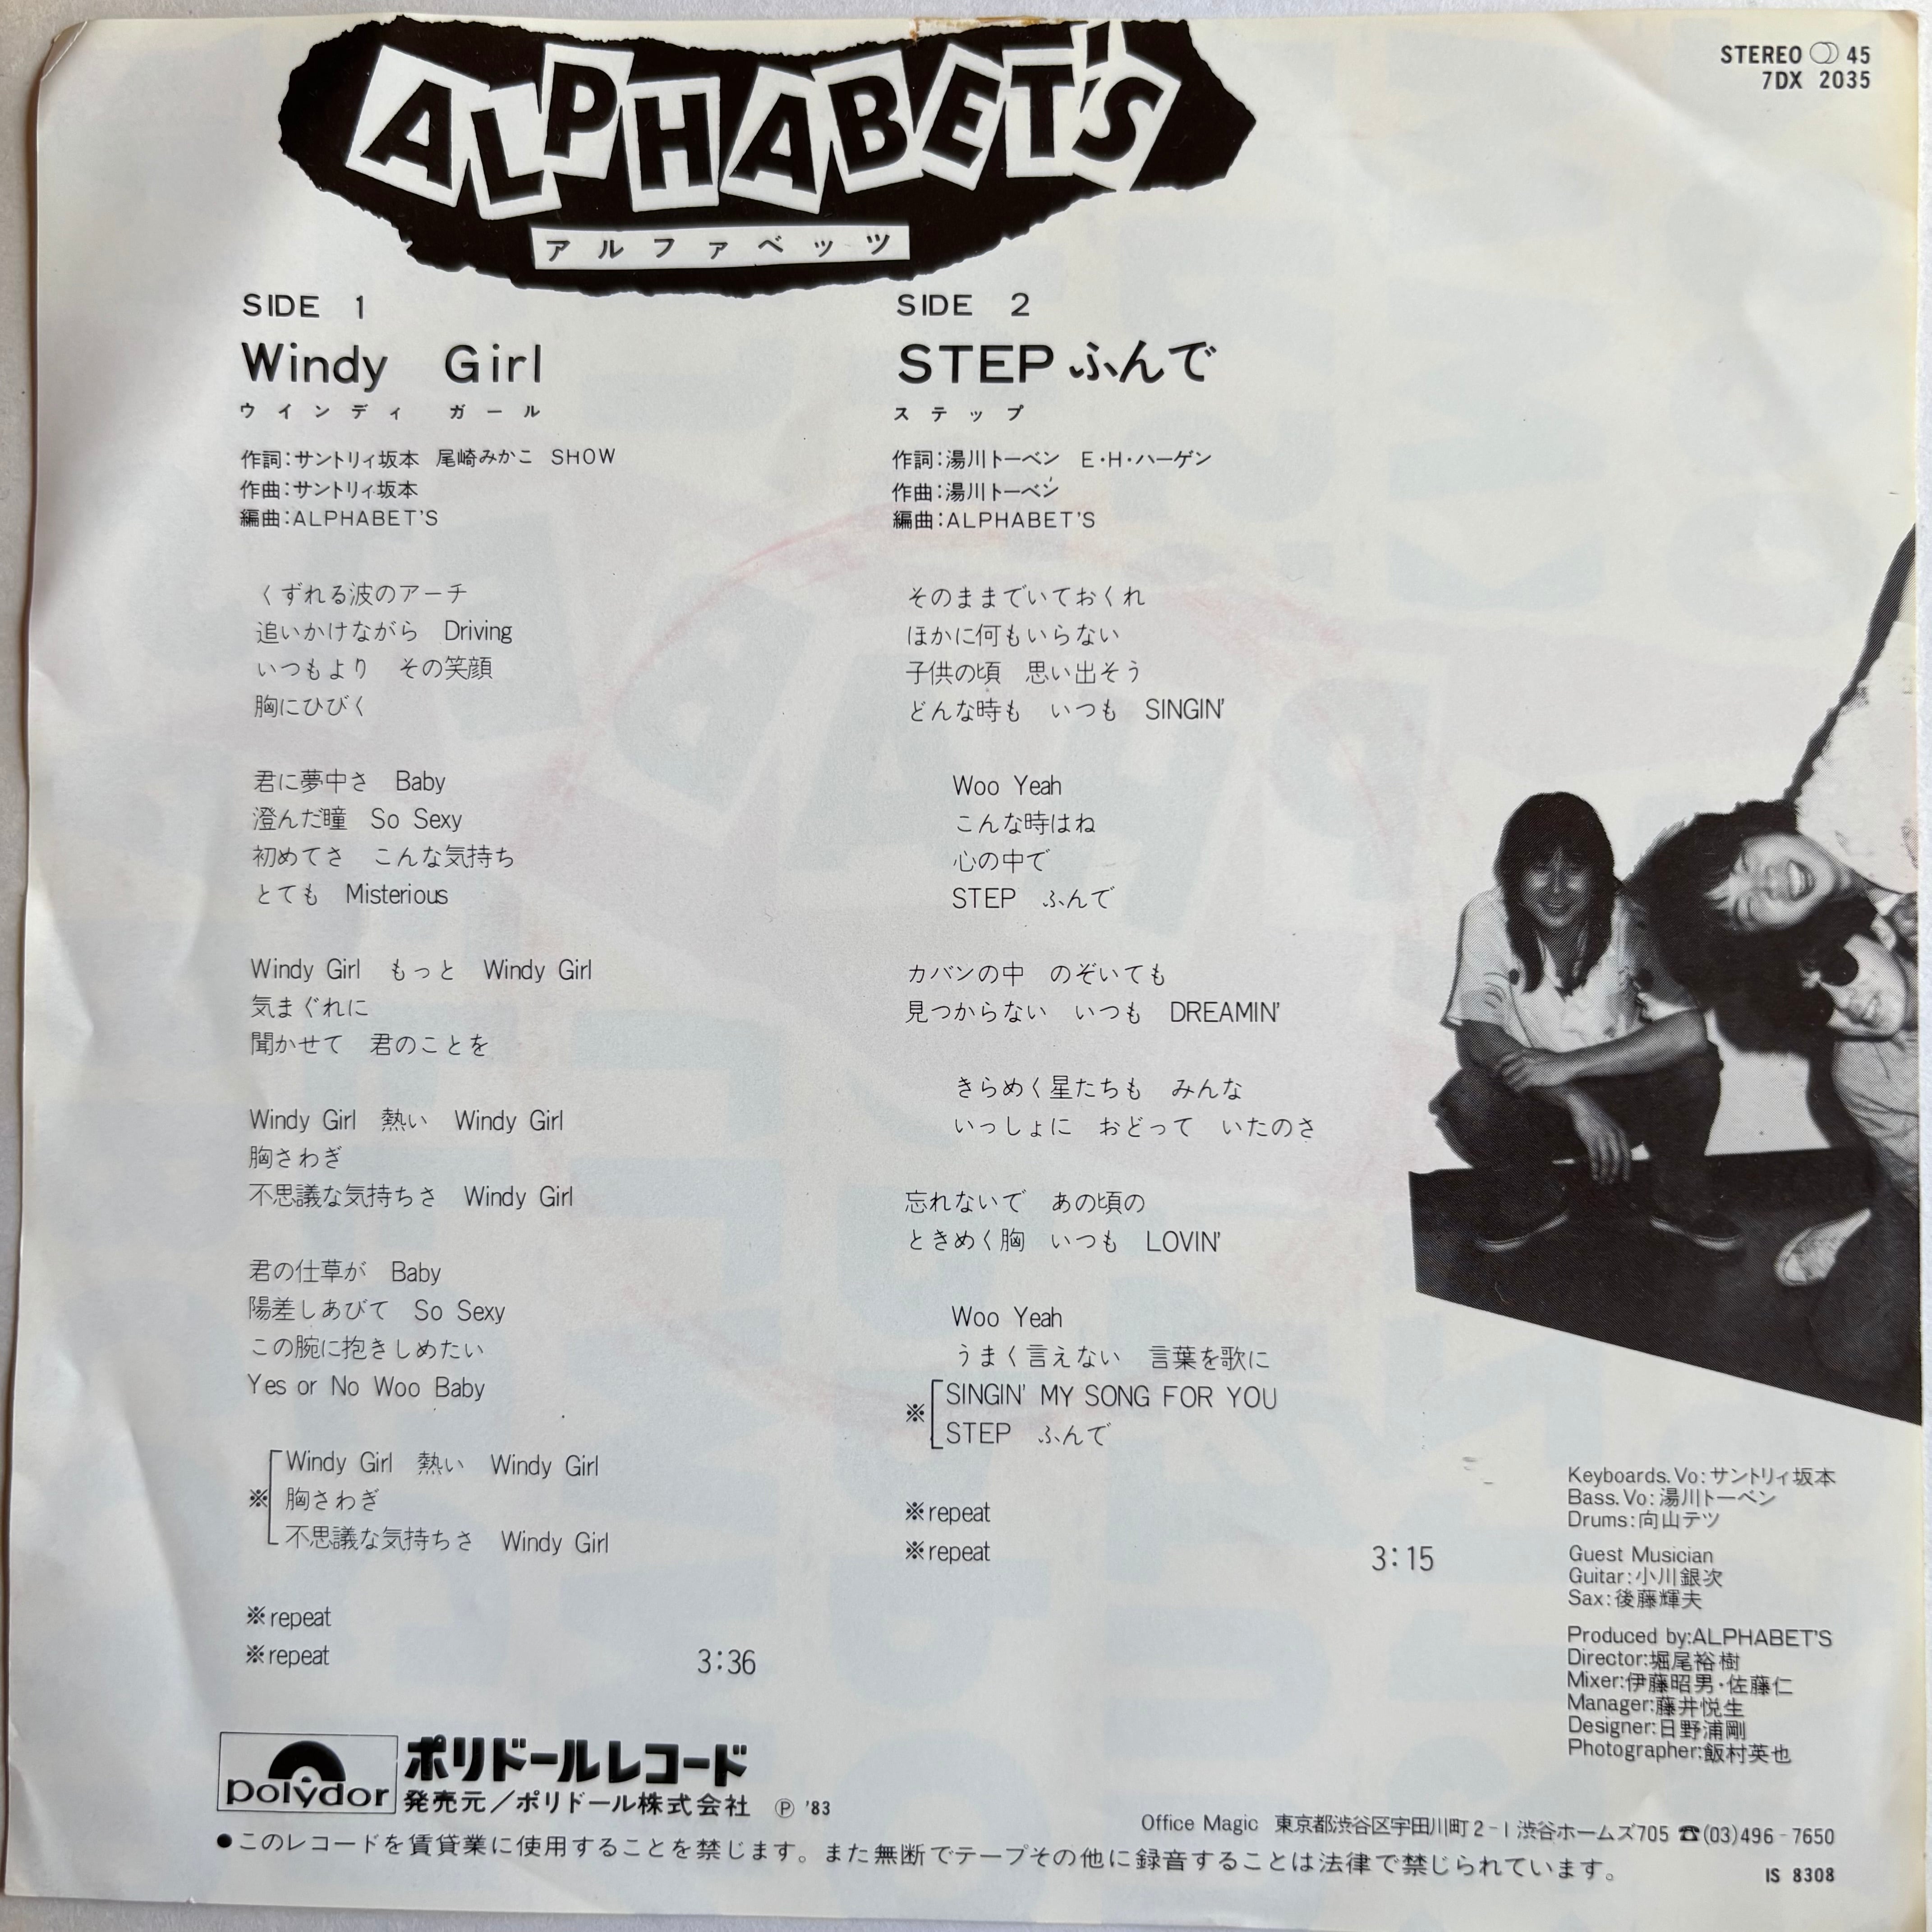 ALPHABET'S
アルファベッツ
STEREO 45
7DX 2035
SIDE 1
Windy Girl
ウインディ ガール
作詞:サントリィ坂本 尾崎みかこ SHOW
作曲:サントリィ坂本
編曲:ALPHABET'S
くずれる波のアーチ
追いかけながら Driving
いつもより その笑顔
胸にひびく
君に夢中さ Baby
澄んだ瞳 So Sexy
初めてさ こんな気持ち
とても Misterious
Windy Girl もっと Windy Girl
気まぐれに
聞かせて 君のことを
Windy Girl 熱い Windy Girl
胸さわぎ
不思議な気持ちさ Windy Girl
君の仕草が Baby
陽差しあびて So Sexy
この腕に抱きしめたい
Yes or No Woo Baby
Windy Girl 熱い Windy Girl
※ 胸さわぎ
不思議な気持ちさ Windy Girl
※repeat
※repeat
3:36
SIDE 2
STEPふんで
ステップ
作詞:湯川トーベン E・H・ハーゲン
作曲:湯川トーベン
編曲:ALPHABET'S
そのままでいておくれ
ほかに何もいらない
子供の頃 思い出そう
どんな時も いつも SINGIN'
Woo Yeah
こんな時はね
心の中で
STEP ふんで
カバンの中 のぞいても
見つからない いつも DREAMIN'
きらめく星たちも みんな
いっしょに おどって いたのさ
忘れないで あの頃の
ときめく胸 いつも LOVIN'
Woo Yeah
うまく言えない 言葉を歌に
※ SINGIN' MY SONG FOR YOU
STEP ふんで
※repeat
※repeat
3:15
Keyboards.Vo:サントリィ坂本
Bass.Vo:湯川トーベン
Drums:向山テツ
Guest Musician
Guitar:小川銀次
Sax:後藤輝夫
Produced by:ALPHABET'S
Director:堀尾裕樹
Mixer:伊藤昭男・佐藤仁
Manager:藤井悦生
Designer:日野浦剛
Photographer:飯村英也
polydor
ポリドールレコード
発売元/ポリドール株式会社 Ⓟ '83
●このレコードを賃貸業に使用することを禁じます。また無断でテープその他に録音することは法律で禁じられています。
Office Magic 東京都渋谷区宇田川町2-1渋谷ホームズ705 ☎(03)496-7650
IS 8308